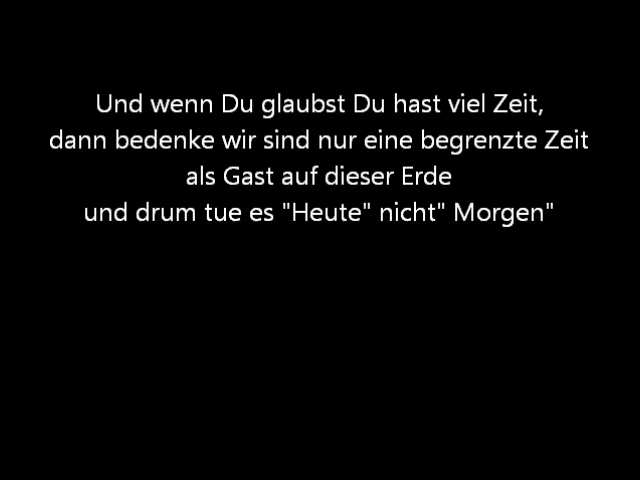 Und wenn Du glaubst Du hast viel Zeit,
dann bedenke wir sind nur eine begrenzte Zeit
als Gast auf dieser Erde
und drum tue es "Heute" nicht" Morgen"